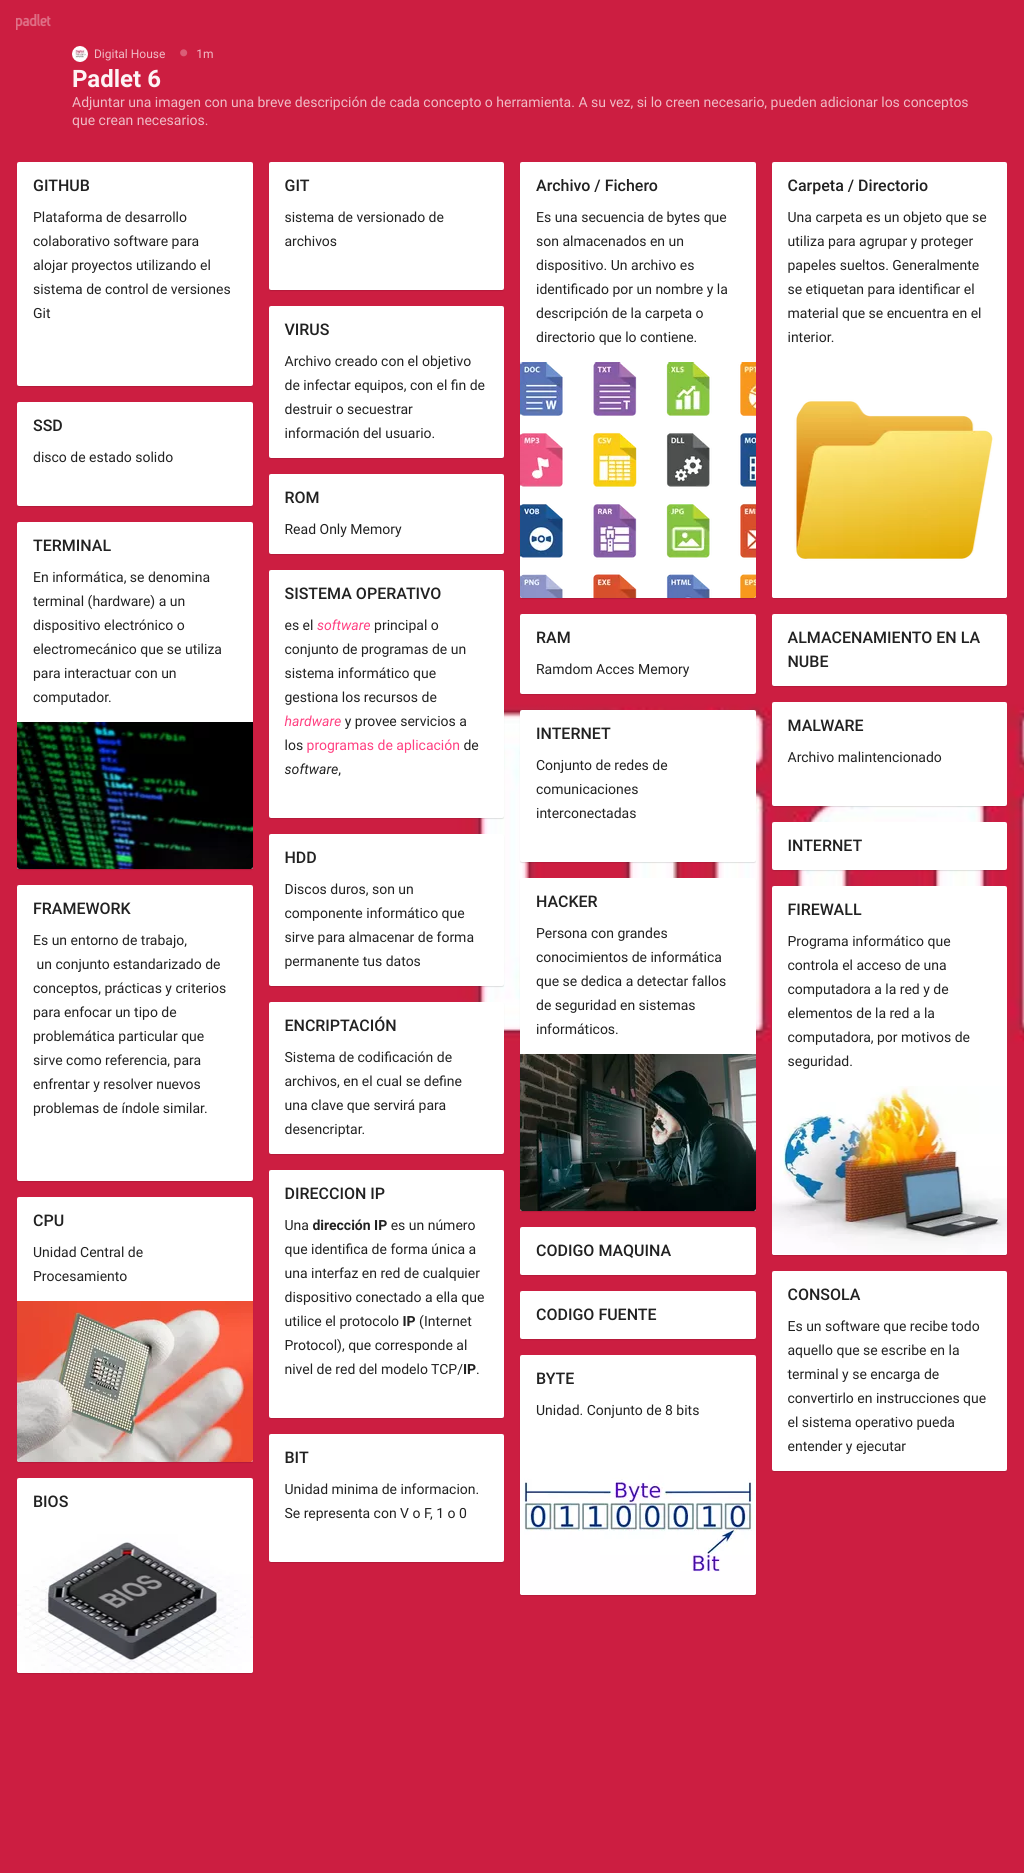 padlet
Digital House
1m
Padlet 6
Adjuntar una imagen con una breve descripción de cada concepto o herramienta. A su vez, si lo creen necesario, pueden adicionar los conceptos
que crean necesarios.
GITHUB
Plataforma de desarrollo
colaborativo software para
alojar proyectos utilizando el
sistema de control de versiones
Git
SSD
disco de estado solido
TERMINAL
En informática, se denomina
terminal (hardware) a un
dispositivo electrónico o
electromecánico que se utiliza
para interactuar con un
computador.
FRAMEWORK
Es un entorno de trabajo,
un conjunto estandarizado de
conceptos, prácticas y criterios
para enfocar un tipo de
problemática particular que
sirve como referencia, para
enfrentar y resolver nuevos
problemas de índole similar.
CPU
Unidad Central de
Procesamiento
BIOS
BIOS
GIT
sistema de versionado de
archivos
VIRUS
Archivo creado con el objetivo
de infectar equipos, con el fin de
destruir o secuestrar
información del usuario.
ROM
Read Only Memory
SISTEMA OPERATIVO
es el software principal o
conjunto de programas de un
sistema informático que
gestiona los recursos de
hardware y provee servicios a
los programas de aplicación de
software,
HDD
Discos duros, son un
componente informático que
sirve para almacenar de forma
permanente tus datos
ENCRIPTACIÓN
Sistema de codificación de
archivos, en el cual se define
una clave que servirá para
desencriptar.
DIRECCION IP
Una dirección IP es un número
que identifica de forma única a
una interfaz en red de cualquier
dispositivo conectado a ella que
utilice el protocolo IP (Internet
Protocol), que corresponde al
nivel de red del modelo TCP/IP.
BIT
Unidad minima de informacion.
Se representa con V o F, 1 o 0
Archivo / Fichero
Es una secuencia de bytes que
son almacenados en un
dispositivo. Un archivo es
identificado por un nombre y la
descripción de la carpeta o
directorio que lo contiene.
DOC TXT XLS PPT
W T
MP3 CSV DLL MO
VOB RAR JPG EM
PNG EXE HTML EPS
RAM
Ramdom Acces Memory
INTERNET
Conjunto de redes de
comunicaciones
interconectadas
HACKER
Persona con grandes
conocimientos de informática
que se dedica a detectar fallos
de seguridad en sistemas
informáticos.
CODIGO MAQUINA
CODIGO FUENTE
BYTE
Unidad. Conjunto de 8 bits
Byte
0 1 1 0 0 0 1 0
Bit
Carpeta / Directorio
Una carpeta es un objeto que se
utiliza para agrupar y proteger
papeles sueltos. Generalmente
se etiquetan para identificar el
material que se encuentra en el
interior.
ALMACENAMIENTO EN LA
NUBE
MALWARE
Archivo malintencionado
INTERNET
FIREWALL
Programa informático que
controla el acceso de una
computadora a la red y de
elementos de la red a la
computadora, por motivos de
seguridad.
CONSOLA
Es un software que recibe todo
aquello que se escribe en la
terminal y se encarga de
convertirlo en instrucciones que
el sistema operativo pueda
entender y ejecutar